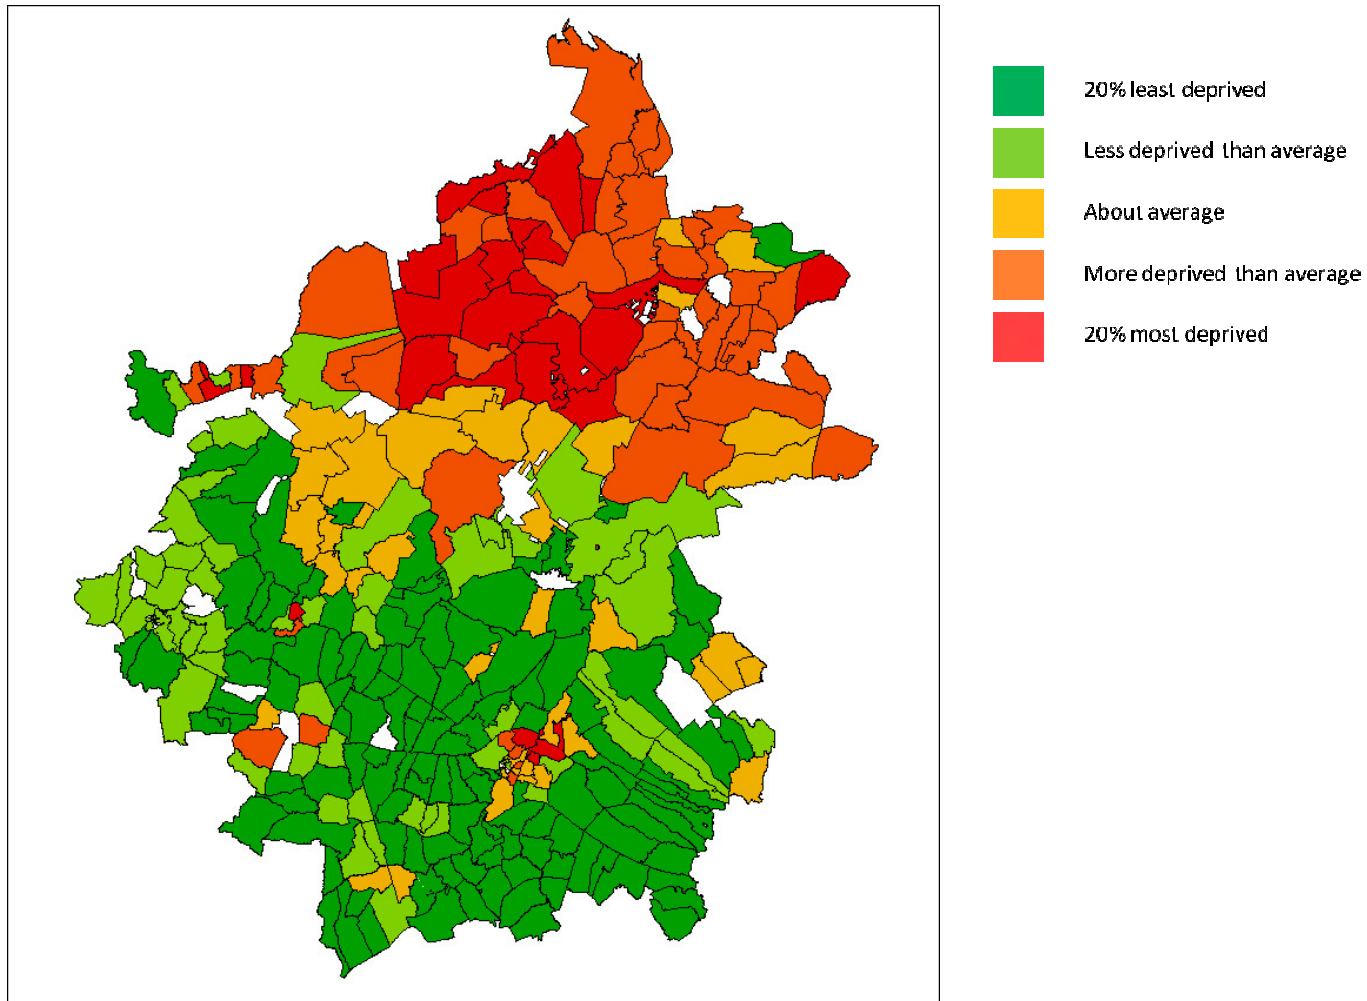 20% least deprived
Less deprived than average
About average
More deprived than average
20% most deprived